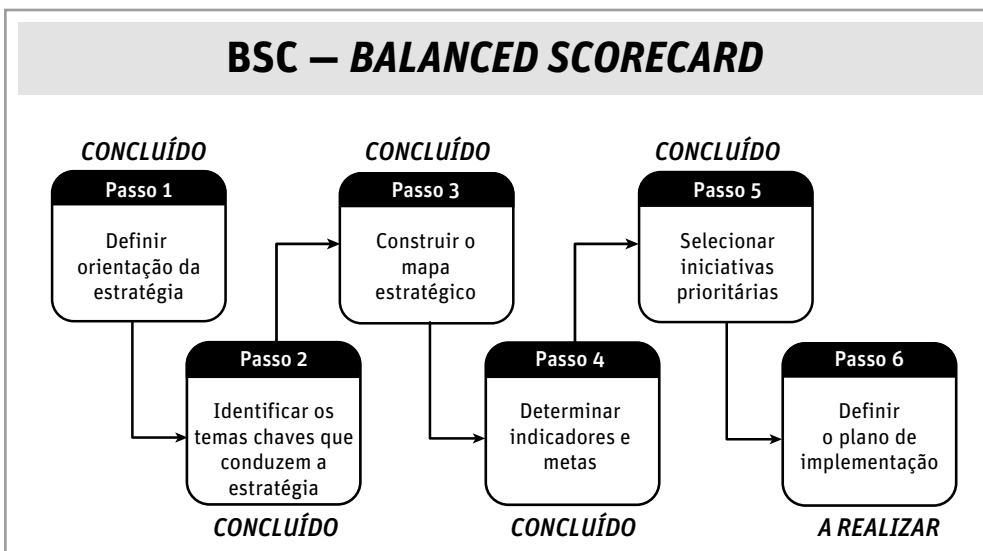 BSC — BALANCED SCORECARD
CONCLUÍDO
Passo 1
Definir
orientação da
estratégia
Passo 2
Identificar os
temas chaves que
conduzem a
estratégia
CONCLUÍDO
CONCLUÍDO
Passo 3
Construir o
mapa
estratégico
Passo 4
Determinar
indicadores e
metas
CONCLUÍDO
CONCLUÍDO
Passo 5
Selecionar
iniciativas
prioritárias
Passo 6
Definir
o plano de
implementação
A REALIZAR